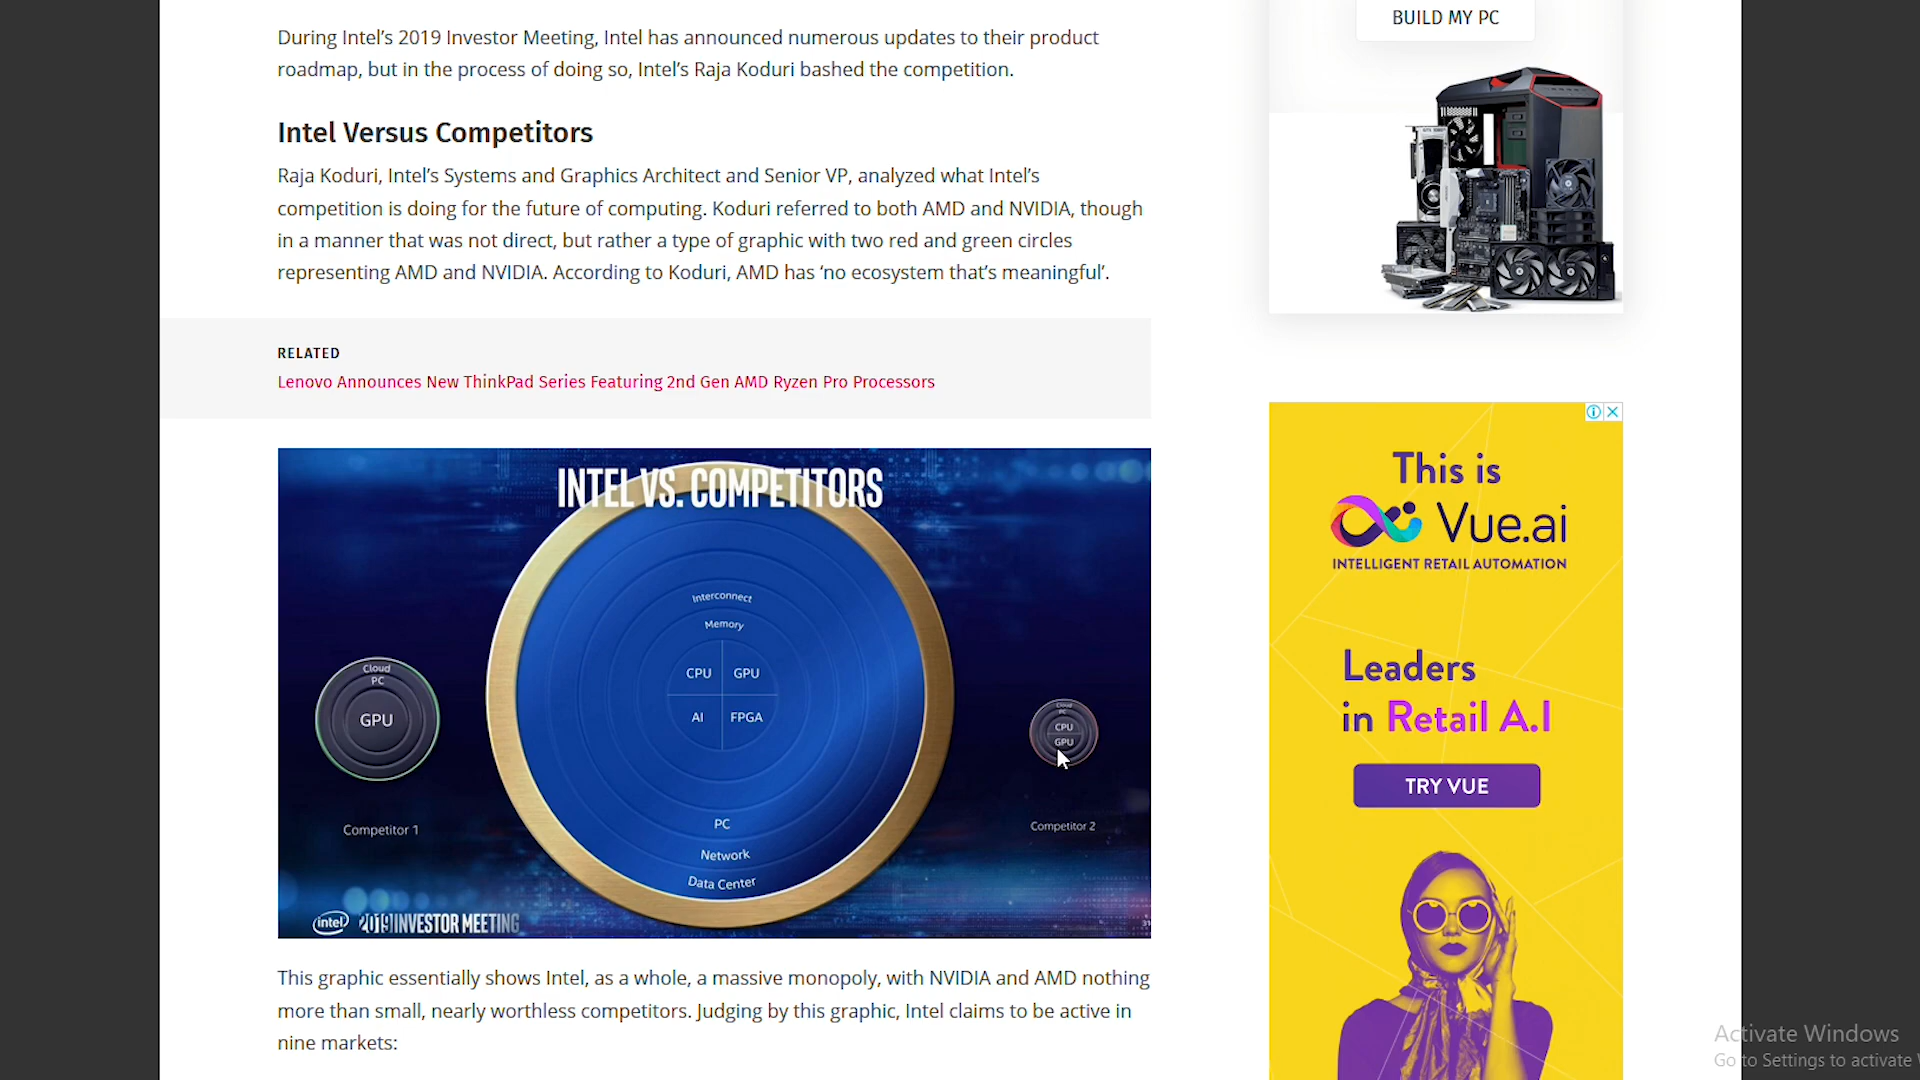 During Intel’s 2019 Investor Meeting, Intel has announced numerous updates to their product
roadmap, but in the process of doing so, Intel’s Raja Koduri bashed the competition.
Intel Versus Competitors
Raja Koduri, Intel’s Systems and Graphics Architect and Senior VP, analyzed what Intel’s
competition is doing for the future of computing. Koduri referred to both AMD and NVIDIA, though
in a manner that was not direct, but rather a type of graphic with two red and green circles
representing AMD and NVIDIA. According to Koduri, AMD has ‘no ecosystem that’s meaningful’.
RELATED
Lenovo Announces New ThinkPad Series Featuring 2nd Gen AMD Ryzen Pro Processors
INTEL VS. COMPETITORS
Cloud
PC
GPU
Competitor 1
Interconnect
Memory
CPU GPU
AI FPGA
PC
Network
Data Center
Cloud
PC
CPU
GPU
Competitor 2
intel 2019 INVESTOR MEETING
31
This graphic essentially shows Intel, as a whole, a massive monopoly, with NVIDIA and AMD nothing
more than small, nearly worthless competitors. Judging by this graphic, Intel claims to be active in
nine markets:
BUILD MY PC
This is
Vue.ai
INTELLIGENT RETAIL AUTOMATION
Leaders
in Retail A.I
TRY VUE
Activate Windows
Go to Settings to activate